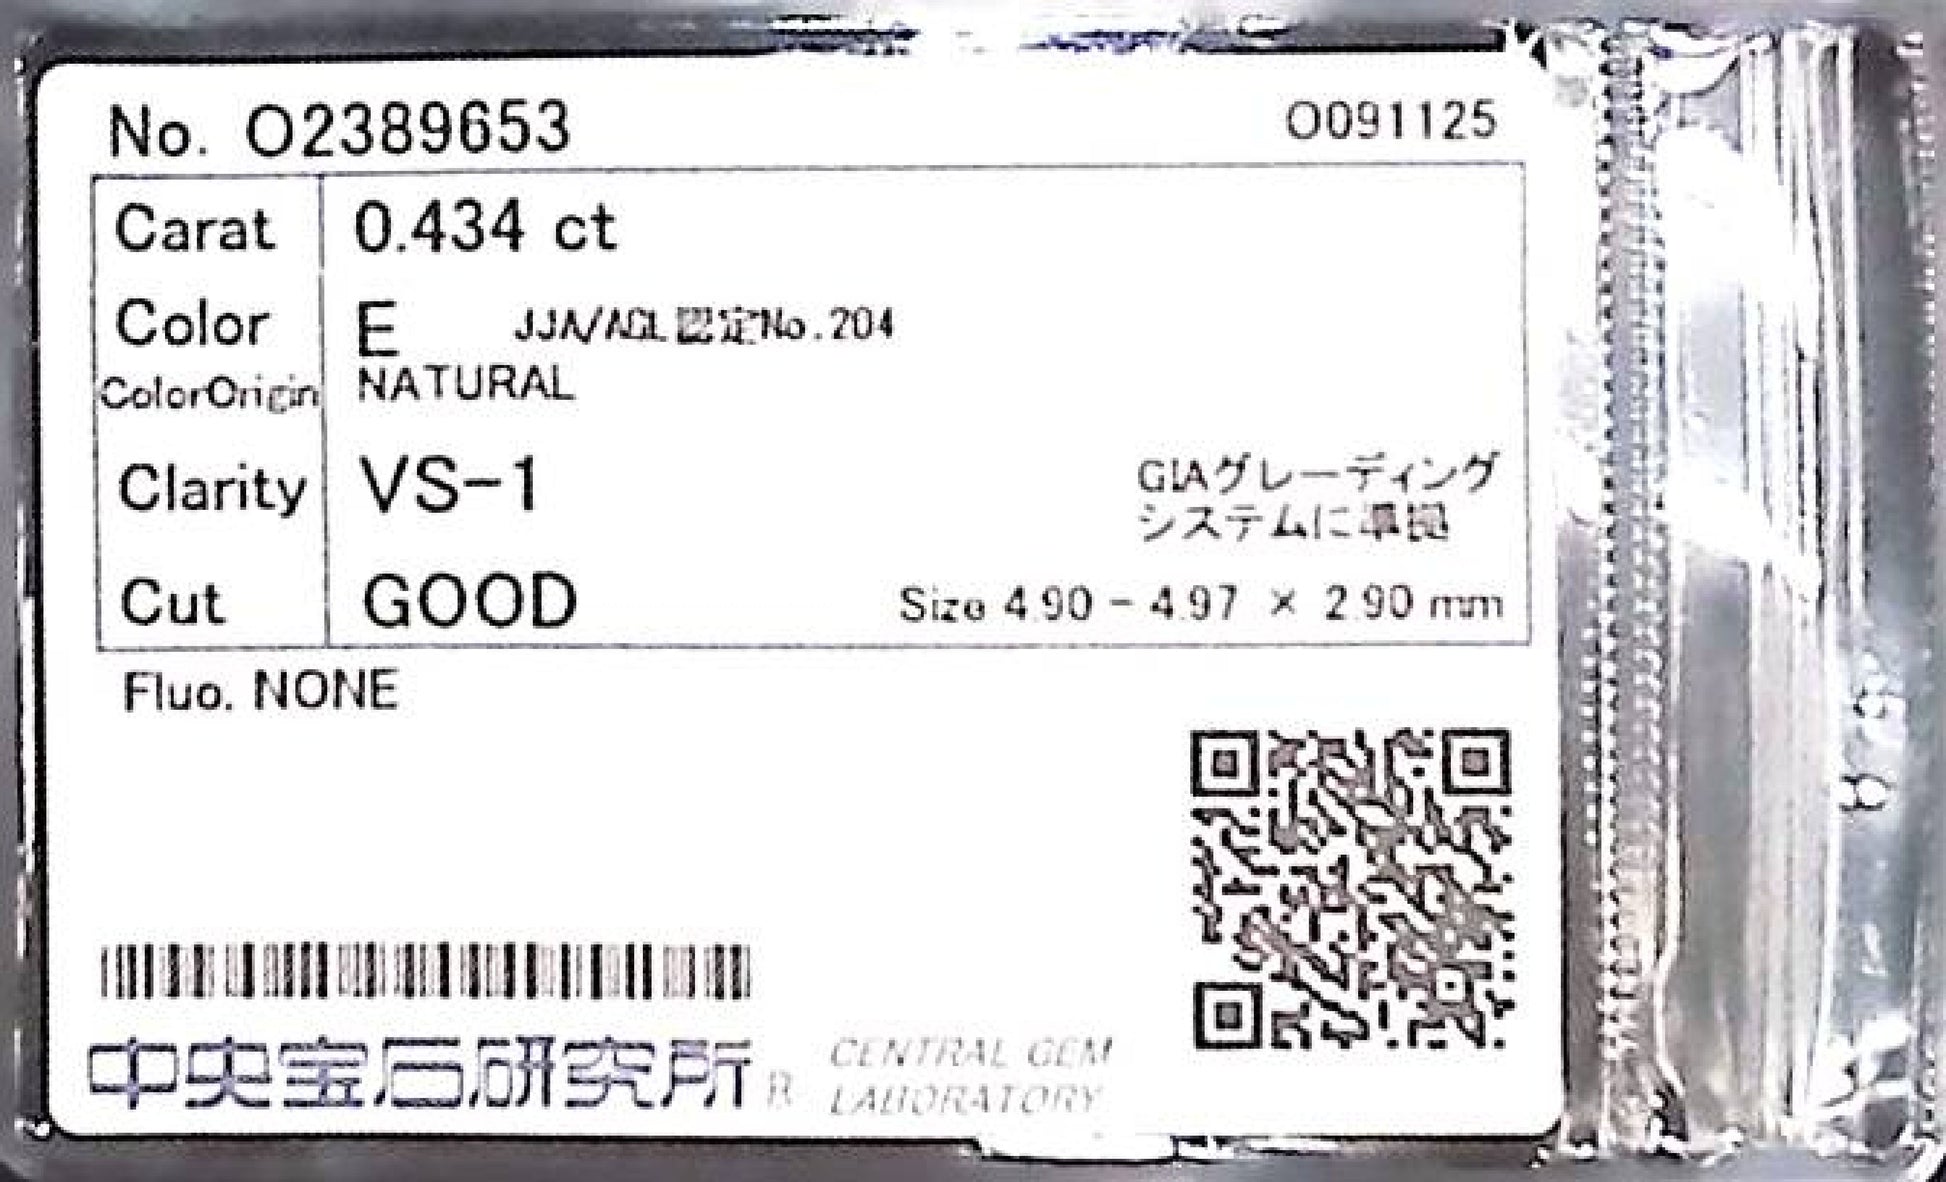 No. O2389653 O091125
Carat 0.434 ct
Color E JJA/AGL認定No.204
ColorOrigin NATURAL
Clarity VS-1
GIAグレーディング
システムに準拠
Cut GOOD Size 4.90 - 4.97 × 2.90 mm
Fluo. NONE
中央宝石研究所 R
CENTRAL GEM
LABORATORY